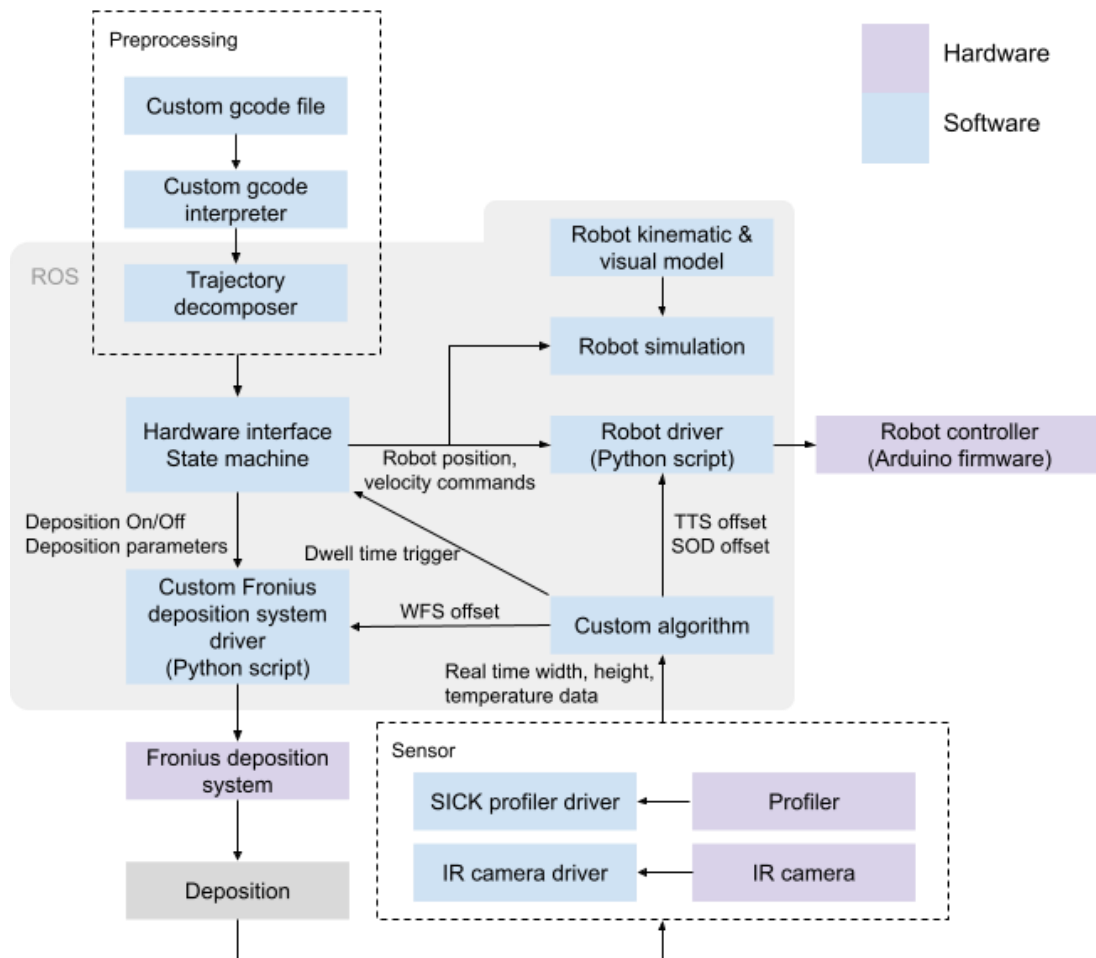 Preprocessing
Custom gcode file
Custom gcode
interpreter
Trajectory
decomposer
Hardware
Software
ROS
Robot kinematic &
visual model
Robot simulation
Hardware interface
State machine
Robot position,
velocity commands
Robot driver
(Python script)
Robot controller
(Arduino firmware)
Deposition On/Off
Deposition parameters
Dwell time trigger
TTS offset
SOD offset
Custom Fronius
deposition system
driver
(Python script)
WFS offset
Custom algorithm
Real time width, height,
temperature data
Fronius deposition
system
Sensor
SICK profiler driver
Profiler
IR camera driver
IR camera
Deposition